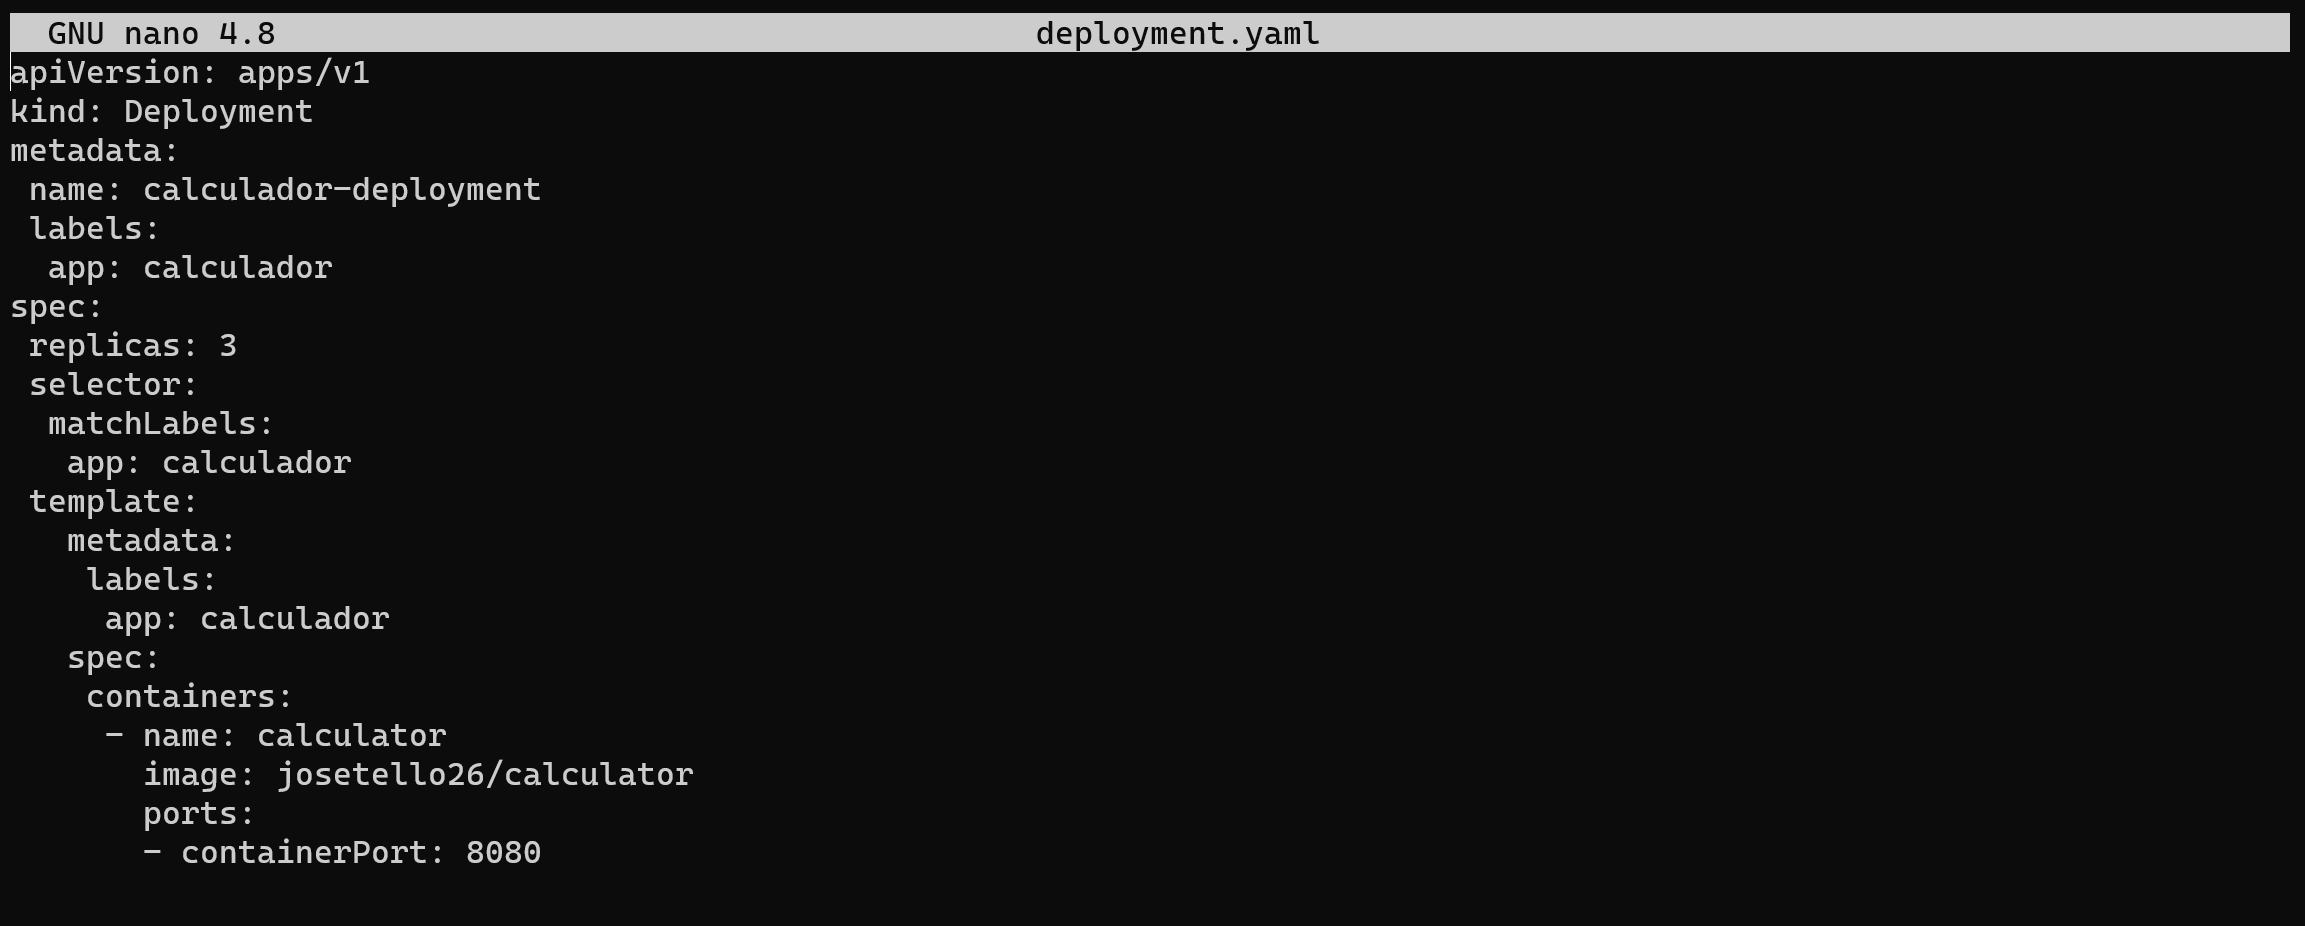 GNU nano 4.8 deployment.yaml
apiVersion: apps/v1
kind: Deployment
metadata:
 name: calculador-deployment
 labels:
  app: calculador
spec:
 replicas: 3
 selector:
  matchLabels:
   app: calculador
 template:
   metadata:
    labels:
     app: calculador
   spec:
    containers:
     - name: calculator
       image: josetello26/calculator
       ports:
       - containerPort: 8080